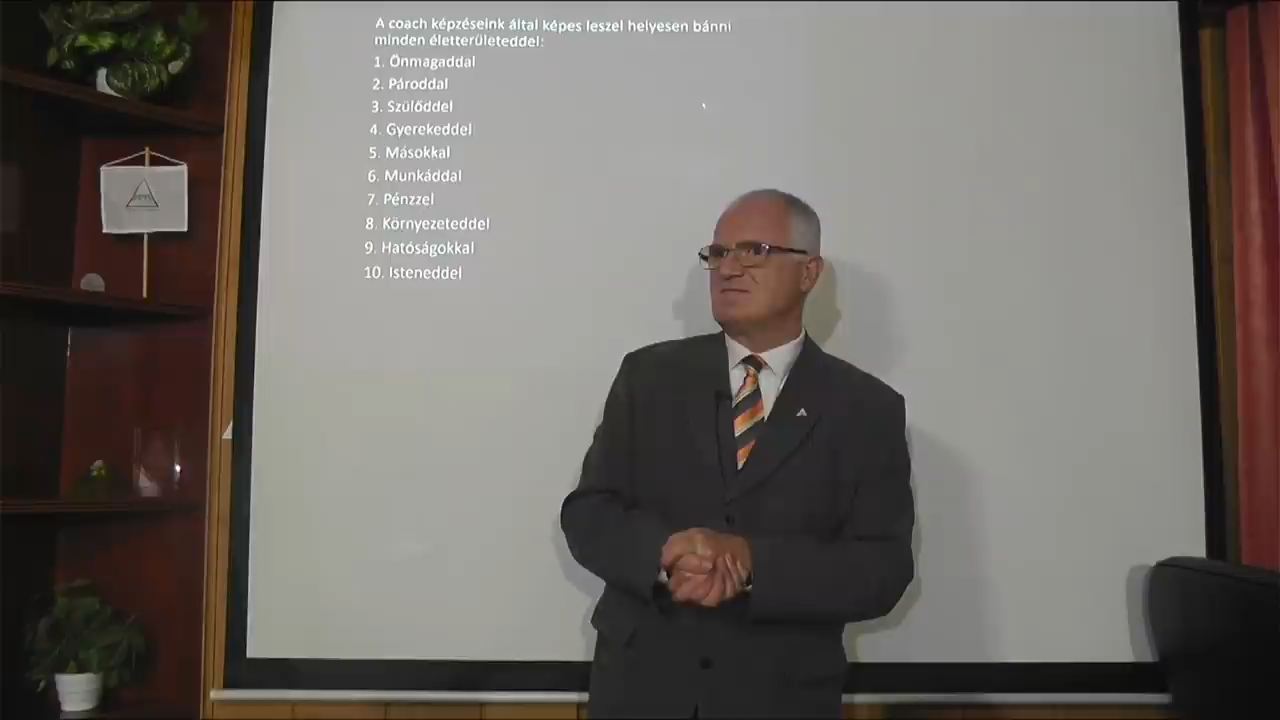 A coach képzéseink által képes leszel helyesen bánni
minden életterületeddel:
1. Önmagaddal
2. Pároddal
3. Szülőddel
4. Gyerekeddel
5. Másokkal
6. Munkáddal
7. Pénzzel
8. Környezeteddel
9. Hatóságokkal
10. Isteneddel